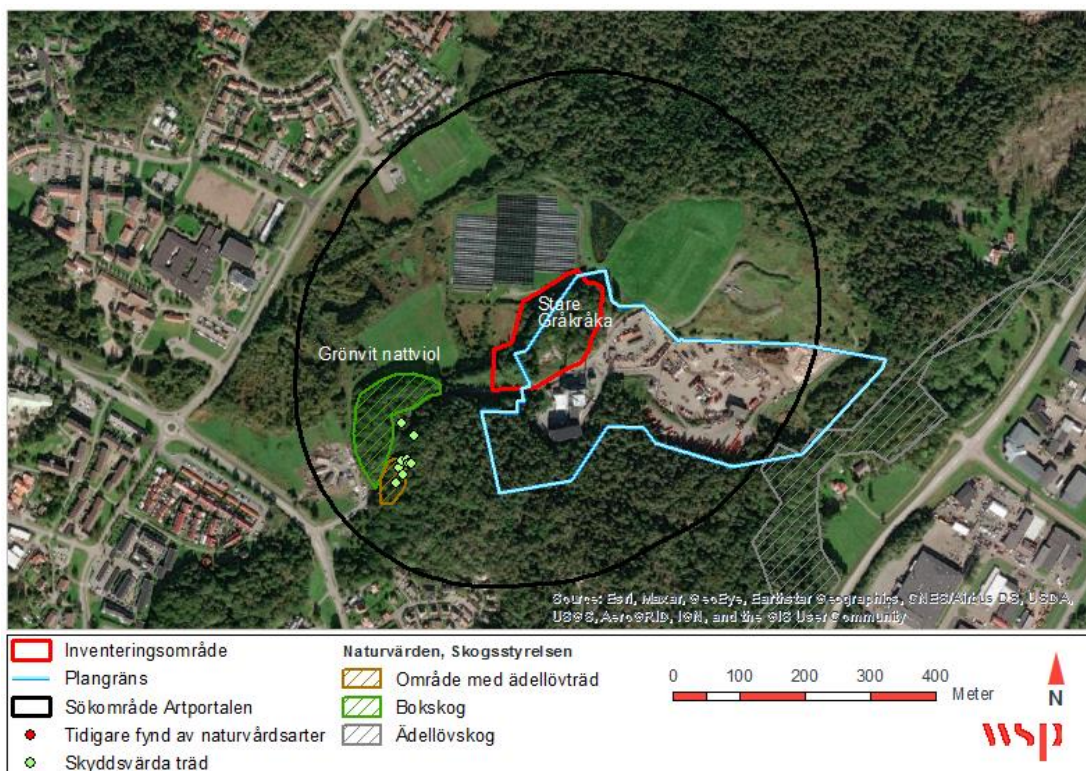 Stare
Gråkråka
Grönvit nattviol
Source: Esri, Maxar, GeoEye, Earthstar Geographics, CNES/Airbus DS, USDA,
USGS, AeroGRID, IGN, and the GIS User Community
Inventeringsområde
Plangräns
Sökområde Artportalen
Tidigare fynd av naturvårdsarter
Skyddsvärda träd
Naturvärden, Skogsstyrelsen
Område med ädellövträd
Bokskog
Ädellövskog
0 100 200 300 400
Meter
N
wsp